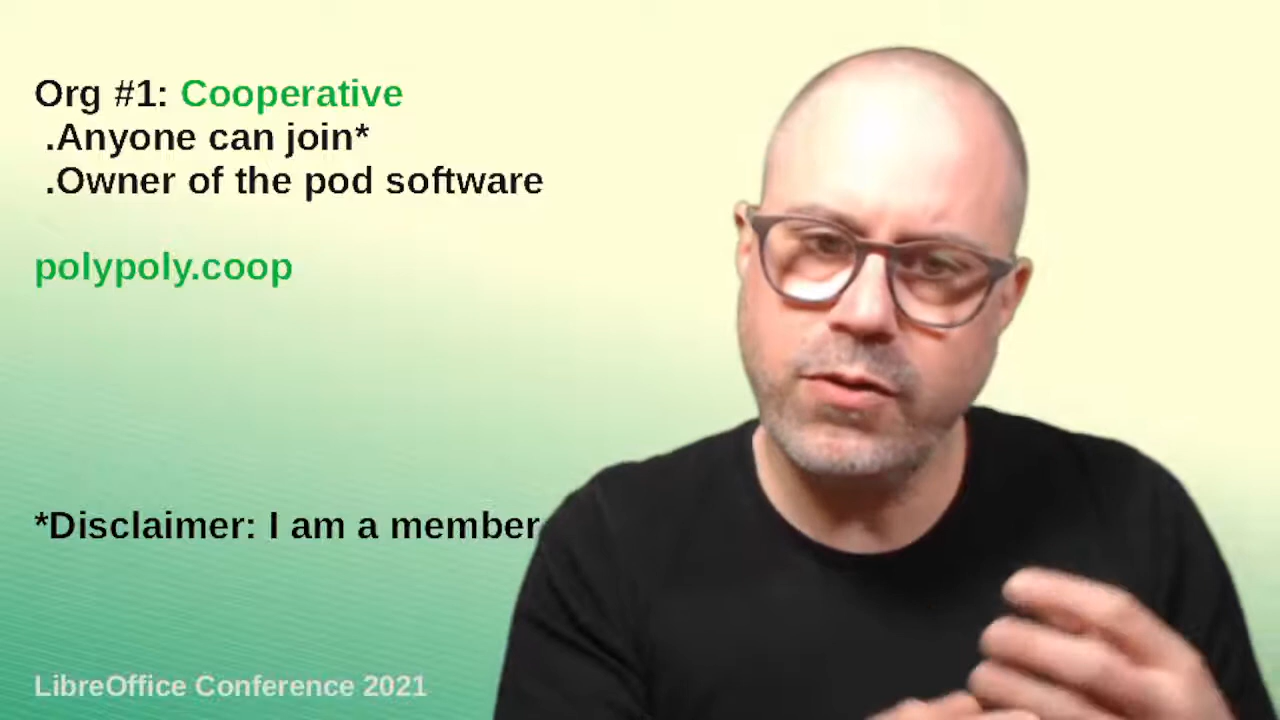 Org #1: Cooperative
.Anyone can join*
.Owner of the pod software
polypoly.coop
*Disclaimer: I am a member
LibreOffice Conference 2021